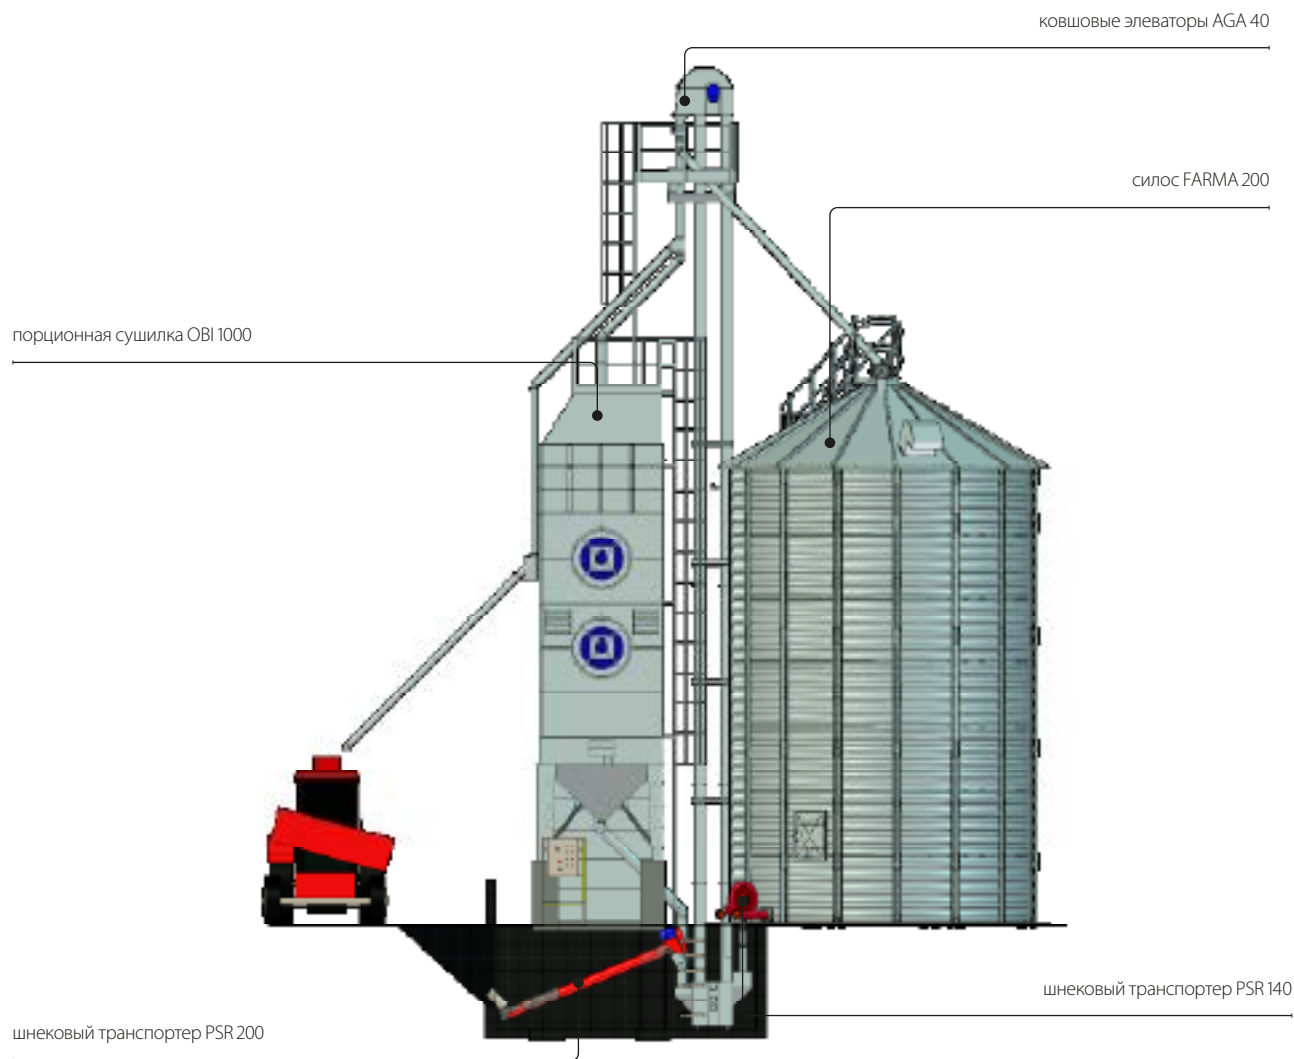 ковшовые элеваторы AGA 40
силос FARMA 200
порционная сушилка OBI 1000
шнековый транспортер PSR 140
шнековый транспортер PSR 200